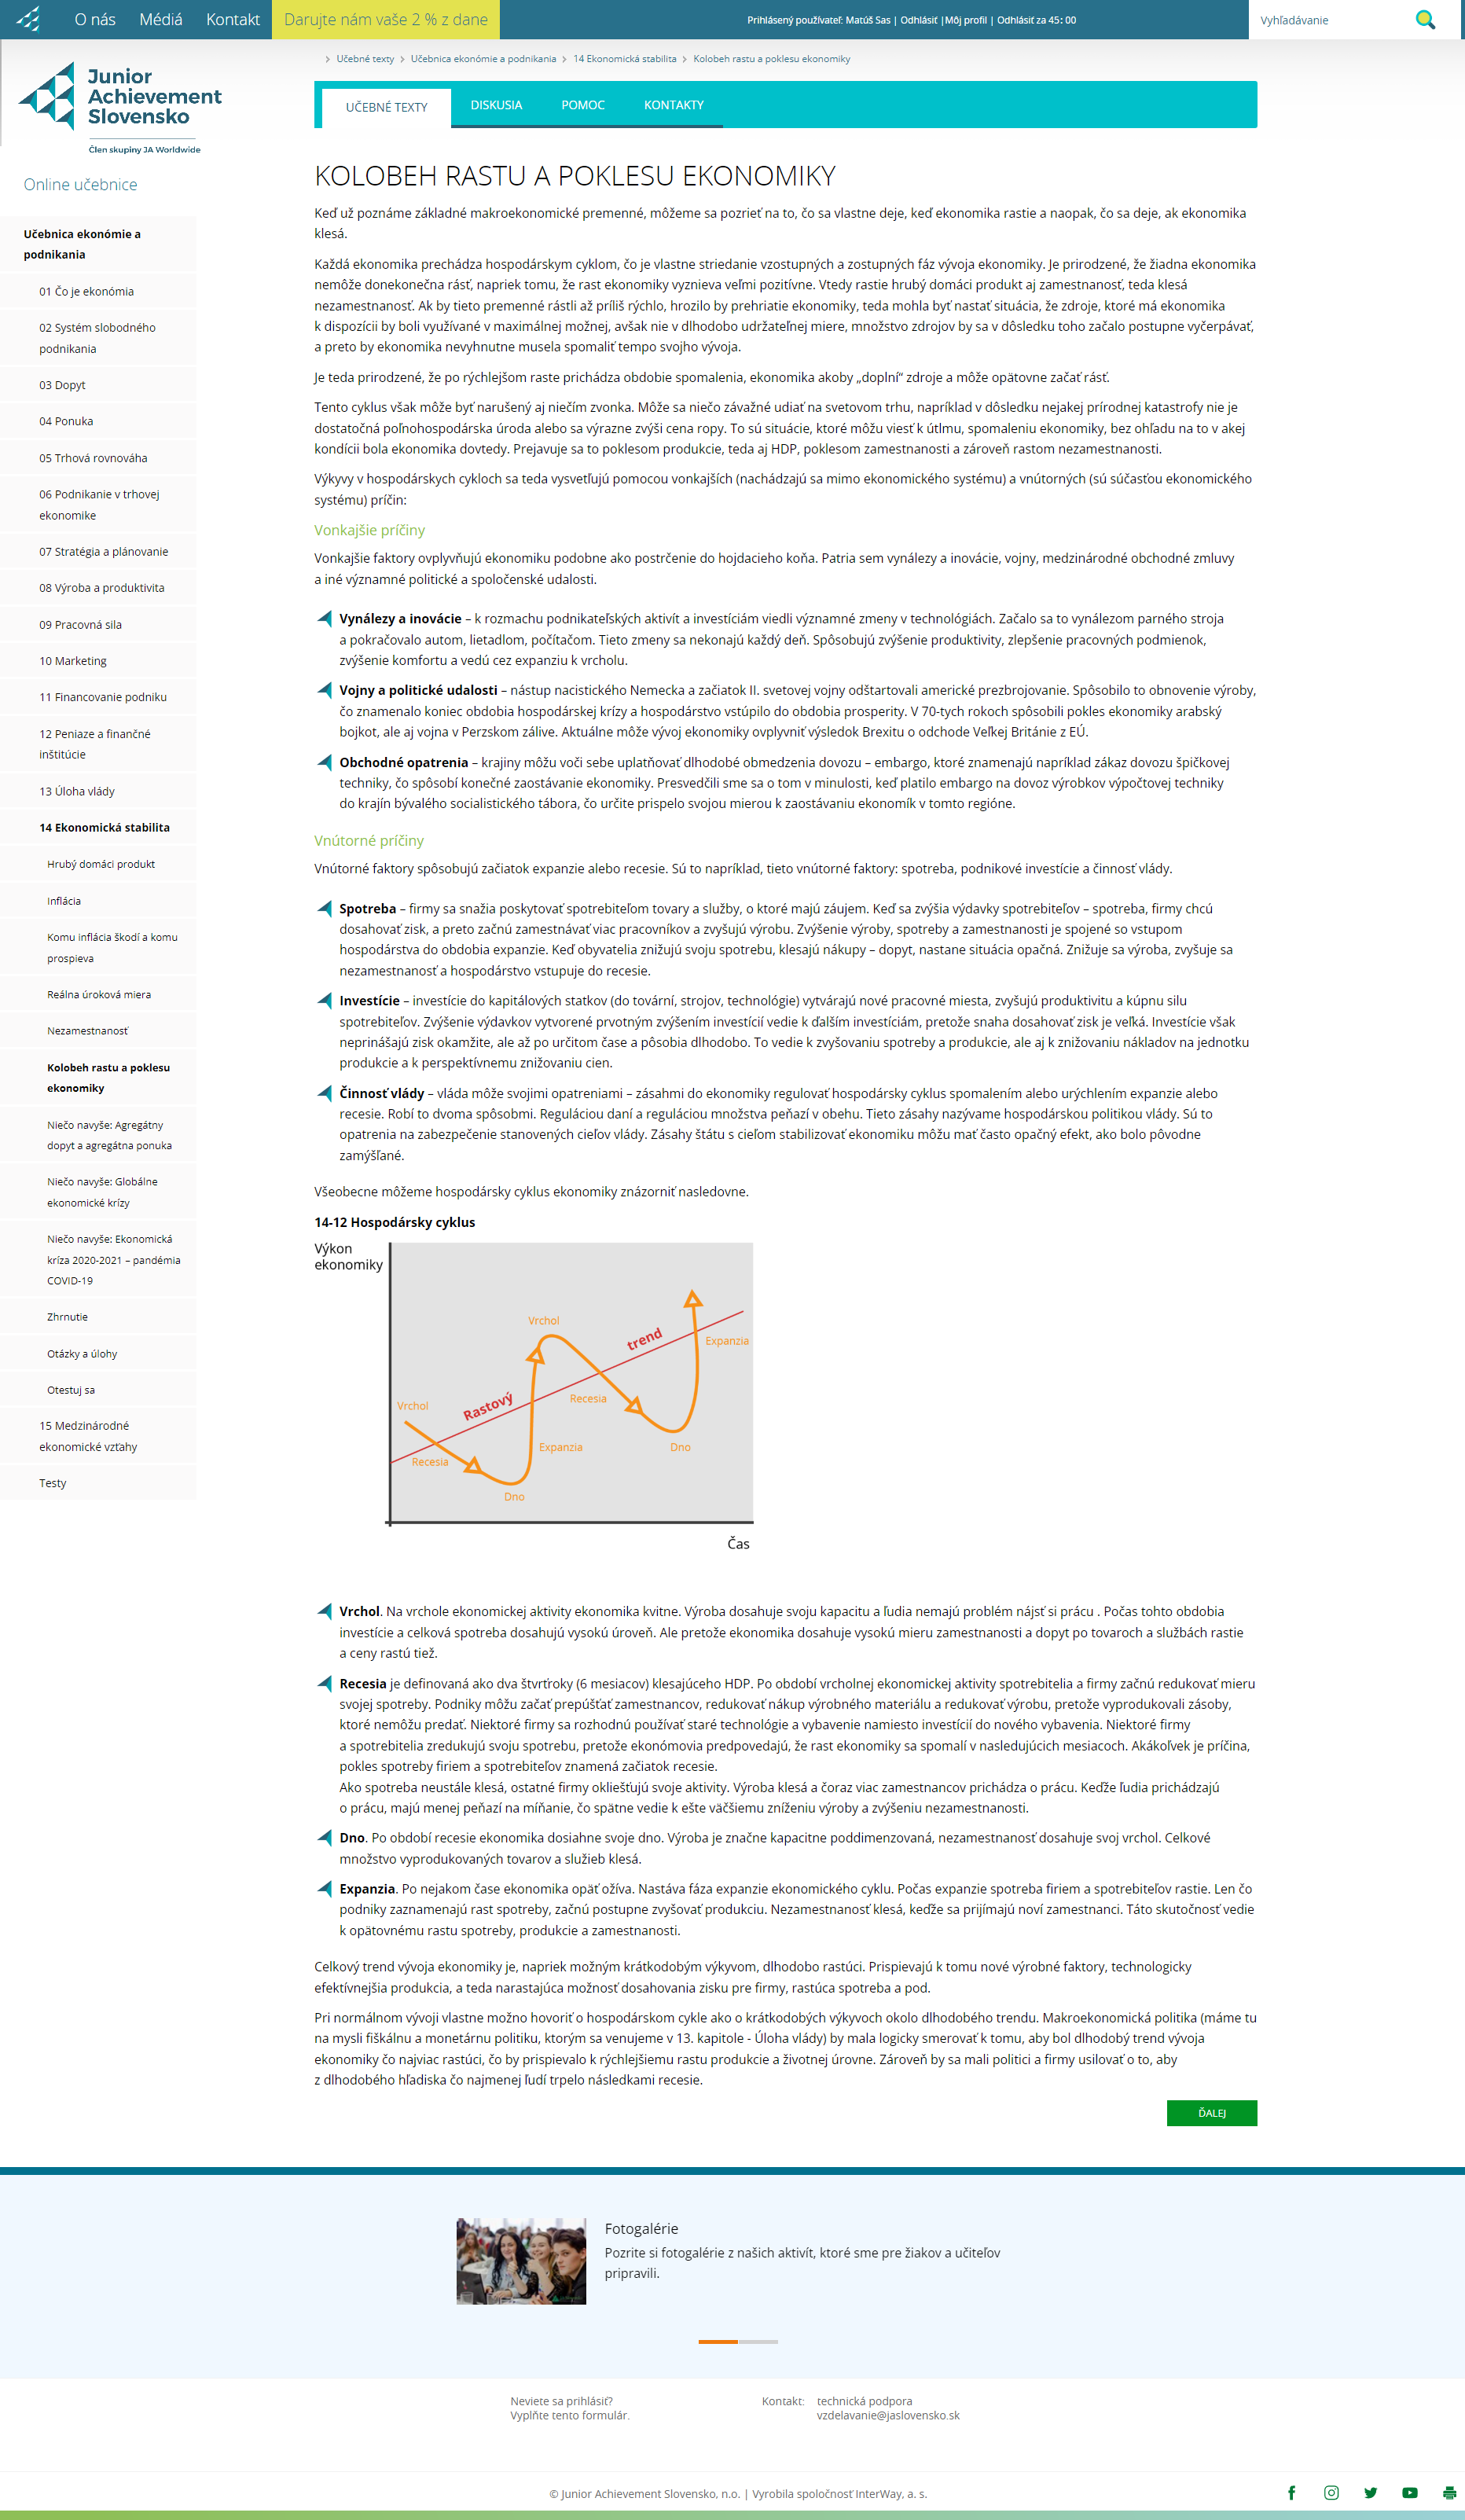 O nás Médiá Kontakt Darujte nám vaše 2 % z dane Prihlásený používateľ: Matúš Sas | Odhlásiť |Môj profil | Odhlásiť za 45: 00 Vyhľadávanie
Učebné texty Učebnica ekonómie a podnikania 14 Ekonomická stabilita Kolobeh rastu a poklesu ekonomiky
Junior
Achievement
Slovensko
Člen skupiny JA Worldwide
UČEBNÉ TEXTY DISKUSIA POMOC KONTAKTY
Online učebnice
Učebnica ekonómie a
podnikania
01 Čo je ekonómia
02 Systém slobodného
podnikania
03 Dopyt
04 Ponuka
05 Trhová rovnováha
06 Podnikanie v trhovej
ekonomike
07 Stratégia a plánovanie
08 Výroba a produktivita
09 Pracovná sila
10 Marketing
11 Financovanie podniku
12 Peniaze a finančné
inštitúcie
13 Úloha vlády
14 Ekonomická stabilita
Hrubý domáci produkt
Inflácia
Komu inflácia škodí a komu
prospieva
Reálna úroková miera
Nezamestnanosť
Kolobeh rastu a poklesu
ekonomiky
Niečo navyše: Agregátny
dopyt a agregátna ponuka
Niečo navyše: Globálne
ekonomické krízy
Niečo navyše: Ekonomická
kríza 2020-2021 – pandémia
COVID-19
Zhrnutie
Otázky a úlohy
Otestuj sa
15 Medzinárodné
ekonomické vzťahy
Testy
KOLOBEH RASTU A POKLESU EKONOMIKY
Keď už poznáme základné makroekonomické premenné, môžeme sa pozrieť na to, čo sa vlastne deje, keď ekonomika rastie a naopak, čo sa deje, ak ekonomika
klesá.
Každá ekonomika prechádza hospodárskym cyklom, čo je vlastne striedanie vzostupných a zostupných fáz vývoja ekonomiky. Je prirodzené, že žiadna ekonomika
nemôže donekonečna rásť, napriek tomu, že rast ekonomiky vyznieva veľmi pozitívne. Vtedy rastie hrubý domáci produkt aj zamestnanosť, teda klesá
nezamestnanosť. Ak by tieto premenné rástli až príliš rýchlo, hrozilo by prehriatie ekonomiky, teda mohla byť nastať situácia, že zdroje, ktoré má ekonomika
k dispozícii by boli využívané v maximálnej možnej, avšak nie v dlhodobo udržateľnej miere, množstvo zdrojov by sa v dôsledku toho začalo postupne vyčerpávať,
a preto by ekonomika nevyhnutne musela spomaliť tempo svojho vývoja.
Je teda prirodzené, že po rýchlejšom raste prichádza obdobie spomalenia, ekonomika akoby „doplní“ zdroje a môže opätovne začať rásť.
Tento cyklus však môže byť narušený aj niečím zvonka. Môže sa niečo závažné udiať na svetovom trhu, napríklad v dôsledku nejakej prírodnej katastrofy nie je
dostatočná poľnohospodárska úroda alebo sa výrazne zvýši cena ropy. To sú situácie, ktoré môžu viesť k útlmu, spomaleniu ekonomiky, bez ohľadu na to v akej
kondícii bola ekonomika dovtedy. Prejavuje sa to poklesom produkcie, teda aj HDP, poklesom zamestnanosti a zároveň rastom nezamestnanosti.
Výkyvy v hospodárskych cykloch sa teda vysvetľujú pomocou vonkajších (nachádzajú sa mimo ekonomického systému) a vnútorných (sú súčasťou ekonomického
systému) príčin:
Vonkajšie príčiny
Vonkajšie faktory ovplyvňujú ekonomiku podobne ako postrčenie do hojdacieho koňa. Patria sem vynálezy a inovácie, vojny, medzinárodné obchodné zmluvy
a iné významné politické a spoločenské udalosti.
Vynálezy a inovácie – k rozmachu podnikateľských aktivít a investíciám viedli významné zmeny v technológiách. Začalo sa to vynálezom parného stroja
a pokračovalo autom, lietadlom, počítačom. Tieto zmeny sa nekonajú každý deň. Spôsobujú zvýšenie produktivity, zlepšenie pracovných podmienok,
zvýšenie komfortu a vedú cez expanziu k vrcholu.
Vojny a politické udalosti – nástup nacistického Nemecka a začiatok II. svetovej vojny odštartovali americké prezbrojovanie. Spôsobilo to obnovenie výroby,
čo znamenalo koniec obdobia hospodárskej krízy a hospodárstvo vstúpilo do obdobia prosperity. V 70-tych rokoch spôsobili pokles ekonomiky arabský
bojkot, ale aj vojna v Perzskom zálive. Aktuálne môže vývoj ekonomiky ovplyvniť výsledok Brexitu o odchode Veľkej Británie z EÚ.
Obchodné opatrenia – krajiny môžu voči sebe uplatňovať dlhodobé obmedzenia dovozu – embargo, ktoré znamenajú napríklad zákaz dovozu špičkovej
techniky, čo spôsobí konečné zaostávanie ekonomiky. Presvedčili sme sa o tom v minulosti, keď platilo embargo na dovoz výrobkov výpočtovej techniky
do krajín bývalého socialistického tábora, čo určite prispelo svojou mierou k zaostávaniu ekonomík v tomto regióne.
Vnútorné príčiny
Vnútorné faktory spôsobujú začiatok expanzie alebo recesie. Sú to napríklad, tieto vnútorné faktory: spotreba, podnikové investície a činnosť vlády.
Spotreba – firmy sa snažia poskytovať spotrebiteľom tovary a služby, o ktoré majú záujem. Keď sa zvýšia výdavky spotrebiteľov – spotreba, firmy chcú
dosahovať zisk, a preto začnú zamestnávať viac pracovníkov a zvyšujú výrobu. Zvýšenie výroby, spotreby a zamestnanosti je spojené so vstupom
hospodárstva do obdobia expanzie. Keď obyvatelia znižujú svoju spotrebu, klesajú nákupy – dopyt, nastane situácia opačná. Znižuje sa výroba, zvyšuje sa
nezamestnanosť a hospodárstvo vstupuje do recesie.
Investície – investície do kapitálových statkov (do tovární, strojov, technológie) vytvárajú nové pracovné miesta, zvyšujú produktivitu a kúpnu silu
spotrebiteľov. Zvýšenie výdavkov vytvorené prvotným zvýšením investícií vedie k ďalším investíciám, pretože snaha dosahovať zisk je veľká. Investície však
neprinášajú zisk okamžite, ale až po určitom čase a pôsobia dlhodobo. To vedie k zvyšovaniu spotreby a produkcie, ale aj k znižovaniu nákladov na jednotku
produkcie a k perspektívnemu znižovaniu cien.
Činnosť vlády – vláda môže svojimi opatreniami – zásahmi do ekonomiky regulovať hospodársky cyklus spomalením alebo urýchlením expanzie alebo
recesie. Robí to dvoma spôsobmi. Reguláciou daní a reguláciou množstva peňazí v obehu. Tieto zásahy nazývame hospodárskou politikou vlády. Sú to
opatrenia na zabezpečenie stanovených cieľov vlády. Zásahy štátu s cieľom stabilizovať ekonomiku môžu mať často opačný efekt, ako bolo pôvodne
zamýšľané.
Všeobecne môžeme hospodársky cyklus ekonomiky znázorniť nasledovne.
14-12 Hospodársky cyklus
Výkon
ekonomiky
Vrchol
trend
Expanzia
Recesia
Vrchol
Rastový
Expanzia
Dno
Recesia
Dno
Čas
Vrchol. Na vrchole ekonomickej aktivity ekonomika kvitne. Výroba dosahuje svoju kapacitu a ľudia nemajú problém nájsť si prácu . Počas tohto obdobia
investície a celková spotreba dosahujú vysokú úroveň. Ale pretože ekonomika dosahuje vysokú mieru zamestnanosti a dopyt po tovaroch a službách rastie
a ceny rastú tiež.
Recesia je definovaná ako dva štvrťroky (6 mesiacov) klesajúceho HDP. Po období vrcholnej ekonomickej aktivity spotrebitelia a firmy začnú redukovať mieru
svojej spotreby. Podniky môžu začať prepúšťať zamestnancov, redukovať nákup výrobného materiálu a redukovať výrobu, pretože vyprodukovali zásoby,
ktoré nemôžu predať. Niektoré firmy sa rozhodnú používať staré technológie a vybavenie namiesto investícií do nového vybavenia. Niektoré firmy
a spotrebitelia zredukujú svoju spotrebu, pretože ekonómovia predpovedajú, že rast ekonomiky sa spomalí v nasledujúcich mesiacoch. Akákoľvek je príčina,
pokles spotreby firiem a spotrebiteľov znamená začiatok recesie.
Ako spotreba neustále klesá, ostatné firmy okliešťujú svoje aktivity. Výroba klesá a čoraz viac zamestnancov prichádza o prácu. Keďže ľudia prichádzajú
o prácu, majú menej peňazí na míňanie, čo spätne vedie k ešte väčšiemu zníženiu výroby a zvýšeniu nezamestnanosti.
Dno. Po období recesie ekonomika dosiahne svoje dno. Výroba je značne kapacitne poddimenzovaná, nezamestnanosť dosahuje svoj vrchol. Celkové
množstvo vyprodukovaných tovarov a služieb klesá.
Expanzia. Po nejakom čase ekonomika opäť ožíva. Nastáva fáza expanzie ekonomického cyklu. Počas expanzie spotreba firiem a spotrebiteľov rastie. Len čo
podniky zaznamenajú rast spotreby, začnú postupne zvyšovať produkciu. Nezamestnanosť klesá, keďže sa prijímajú noví zamestnanci. Táto skutočnosť vedie
k opätovnému rastu spotreby, produkcie a zamestnanosti.
Celkový trend vývoja ekonomiky je, napriek možným krátkodobým výkyvom, dlhodobo rastúci. Prispievajú k tomu nové výrobné faktory, technologicky
efektívnejšia produkcia, a teda narastajúca možnosť dosahovania zisku pre firmy, rastúca spotreba a pod.
Pri normálnom vývoji vlastne možno hovoriť o hospodárskom cykle ako o krátkodobých výkyvoch okolo dlhodobého trendu. Makroekonomická politika (máme tu
na mysli fiškálnu a monetárnu politiku, ktorým sa venujeme v 13. kapitole - Úloha vlády) by mala logicky smerovať k tomu, aby bol dlhodobý trend vývoja
ekonomiky čo najviac rastúci, čo by prispievalo k rýchlejšiemu rastu produkcie a životnej úrovne. Zároveň by sa mali politici a firmy usilovať o to, aby
z dlhodobého hľadiska čo najmenej ľudí trpelo následkami recesie.
ĎALEJ
Fotogalérie
Pozrite si fotogalérie z našich aktivít, ktoré sme pre žiakov a učiteľov
pripravili.
Neviete sa prihlásiť? Kontakt: technická podpora
Vyplňte tento formulár. vzdelavanie@jaslovensko.sk
© Junior Achievement Slovensko, n.o. | Vyrobila spoločnosť InterWay, a. s.